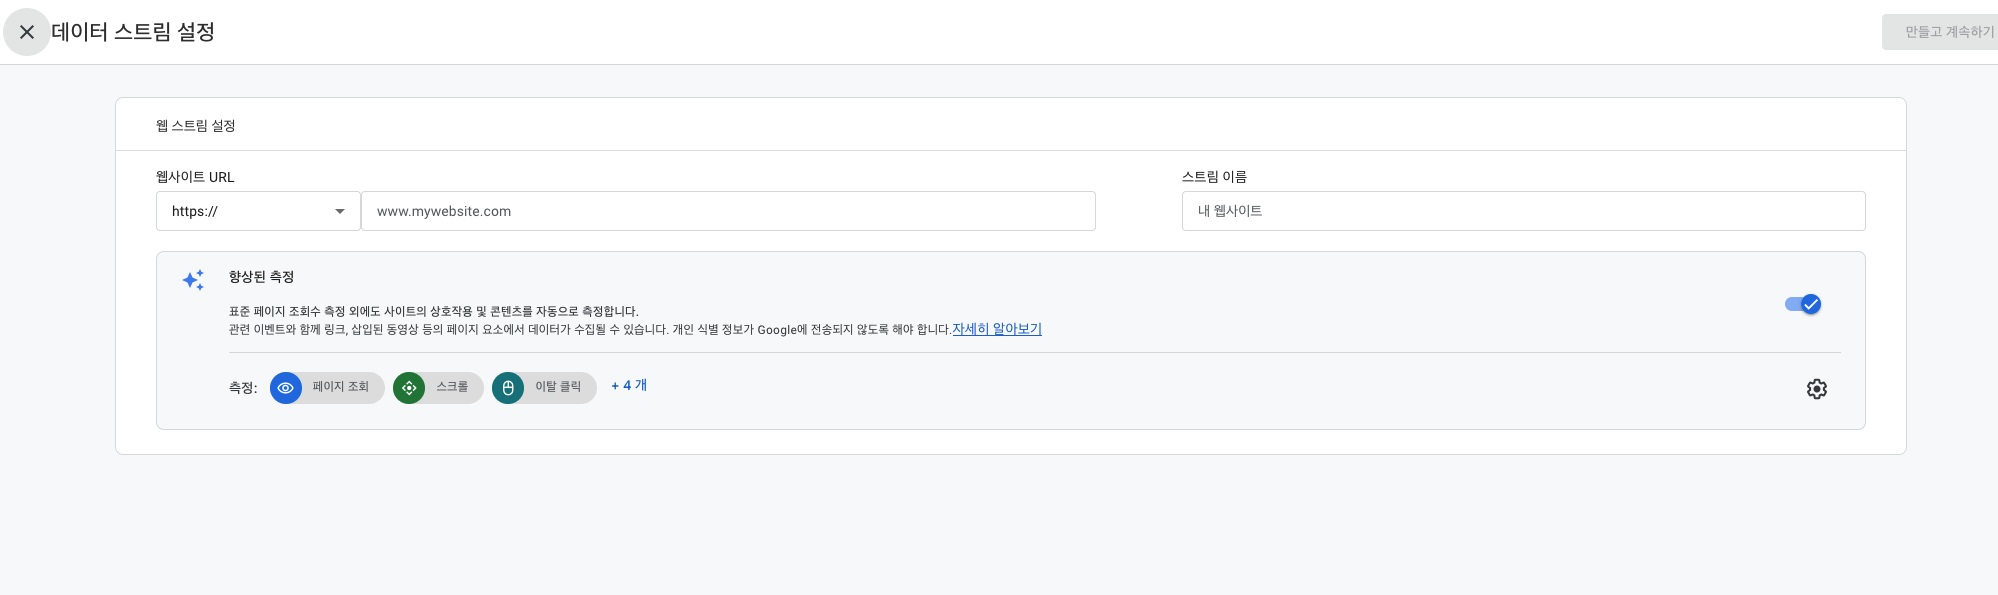 데이터 스트림 설정
만들고 계속하기
웹 스트림 설정
웹사이트 URL
스트림 이름
https://
www.mywebsite.com
내 웹사이트
향상된 측정
표준 페이지 조회수 측정 외에도 사이트의 상호작용 및 콘텐츠를 자동으로 측정합니다.
관련 이벤트와 함께 링크, 삽입된 동영상 등의 페이지 요소에서 데이터가 수집될 수 있습니다. 개인 식별 정보가 Google에 전송되지 않도록 해야 합니다.자세히 알아보기
측정: 페이지 조회 스크롤 이탈 클릭 + 4 개